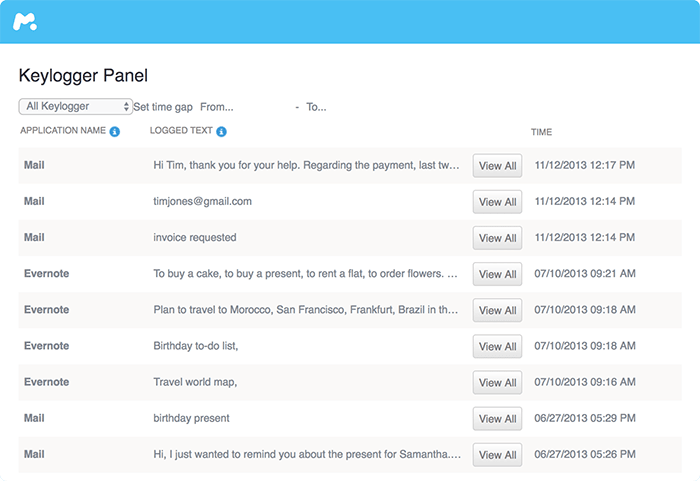 Keylogger Panel
All Keylogger Set time gap From... - To...
APPLICATION NAME LOGGED TEXT TIME
Mail Hi Tim, thank you for your help. Regarding the payment, last tw... View All 11/12/2013 12:17 PM
Mail timjones@gmail.com View All 11/12/2013 12:14 PM
Mail invoice requested View All 11/12/2013 12:14 PM
Evernote To buy a cake, to buy a present, to rent a flat, to order flowers. ... View All 07/10/2013 09:21 AM
Evernote Plan to travel to Morocco, San Francisco, Frankfurt, Brazil in th... View All 07/10/2013 09:18 AM
Evernote Birthday to-do list, View All 07/10/2013 09:18 AM
Evernote Travel world map, View All 07/10/2013 09:16 AM
Mail birthday present View All 06/27/2013 05:29 PM
Mail Hi, I just wanted to remind you about the present for Samantha.... View All 06/27/2013 05:26 PM